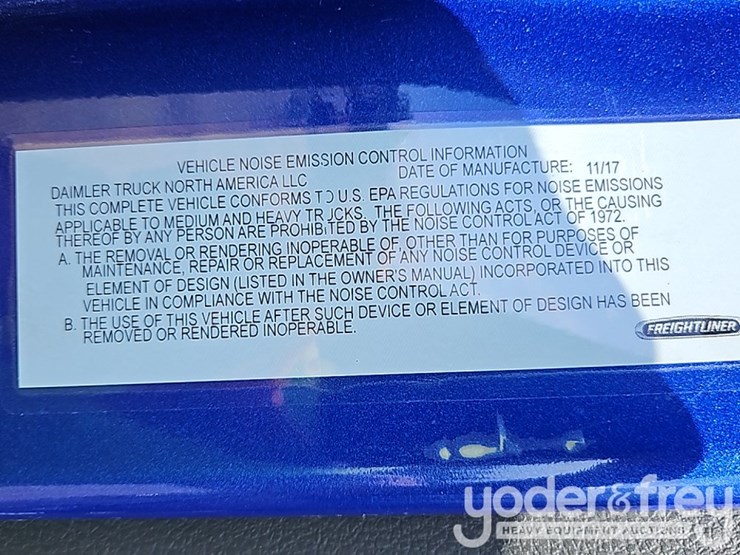 VEHICLE NOISE EMISSION CONTROL INFORMATION
DAIMLER TRUCK NORTH AMERICA LLC DATE OF MANUFACTURE: 11/17
THIS COMPLETE VEHICLE CONFORMS TO U.S. EPA REGULATIONS FOR NOISE EMISSIONS
APPLICABLE TO MEDIUM AND HEAVY TRUCKS. THE FOLLOWING ACTS, OR THE CAUSING
THEREOF BY ANY PERSON ARE PROHIBITED BY THE NOISE CONTROL ACT OF 1972.
A. THE REMOVAL OR RENDERING INOPERABLE OF, OTHER THAN FOR PURPOSES OF
MAINTENANCE, REPAIR OR REPLACEMENT OF ANY NOISE CONTROL DEVICE OR
ELEMENT OF DESIGN (LISTED IN THE OWNER'S MANUAL) INCORPORATED INTO THIS
VEHICLE IN COMPLIANCE WITH THE NOISE CONTROL ACT.
B. THE USE OF THIS VEHICLE AFTER SUCH DEVICE OR ELEMENT OF DESIGN HAS BEEN
REMOVED OR RENDERED INOPERABLE.
FREIGHTLINER
yoder&frey
HEAVY EQUIPMENT AUCTIONS